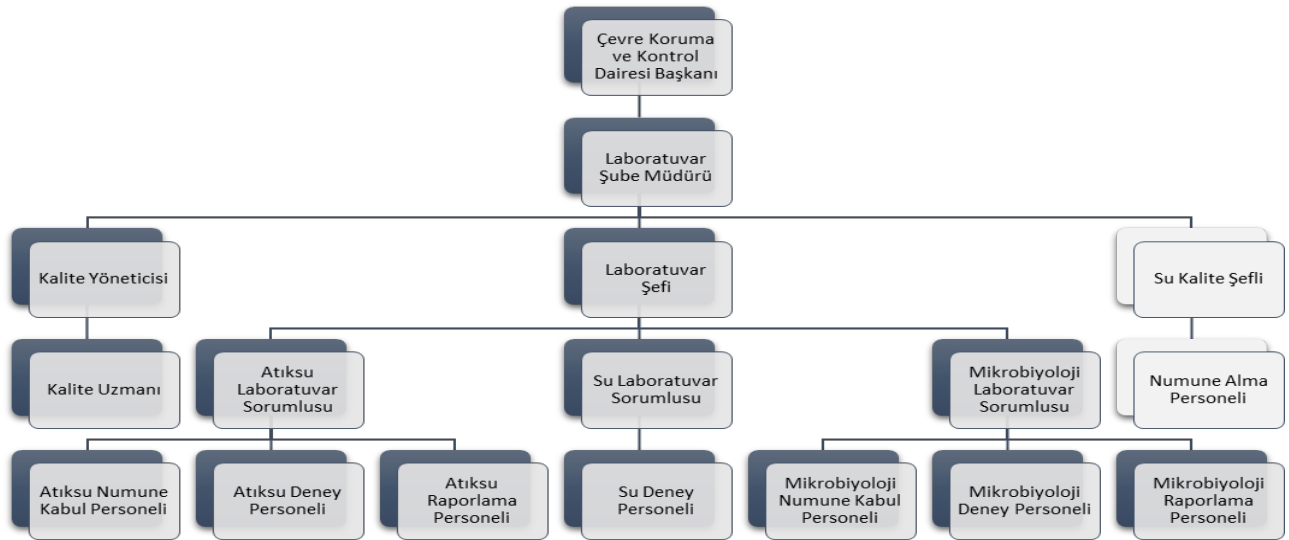 Çevre Koruma
ve Kontrol
Dairesi Başkanı
Laboratuvar
Şube Müdürü
Kalite Yöneticisi
Laboratuvar
Şefi
Su Kalite Şefli
Kalite Uzmanı
Atıksu
Laboratuvar
Sorumlusu
Su Laboratuvar
Sorumlusu
Mikrobiyoloji
Laboratuvar
Sorumlusu
Numune Alma
Personeli
Atıksu Numune
Kabul Personeli
Atıksu Deney
Personeli
Atıksu
Raporlama
Personeli
Su Deney
Personeli
Mikrobiyoloji
Numune Kabul
Personeli
Mikrobiyoloji
Deney Personeli
Mikrobiyoloji
Raporlama
Personeli